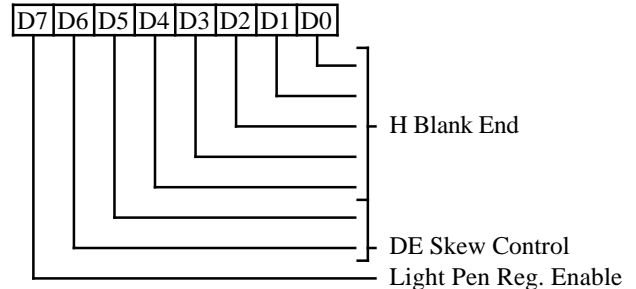 D7 D6 D5 D4 D3 D2 D1 D0
H Blank End
DE Skew Control
Light Pen Reg. Enable